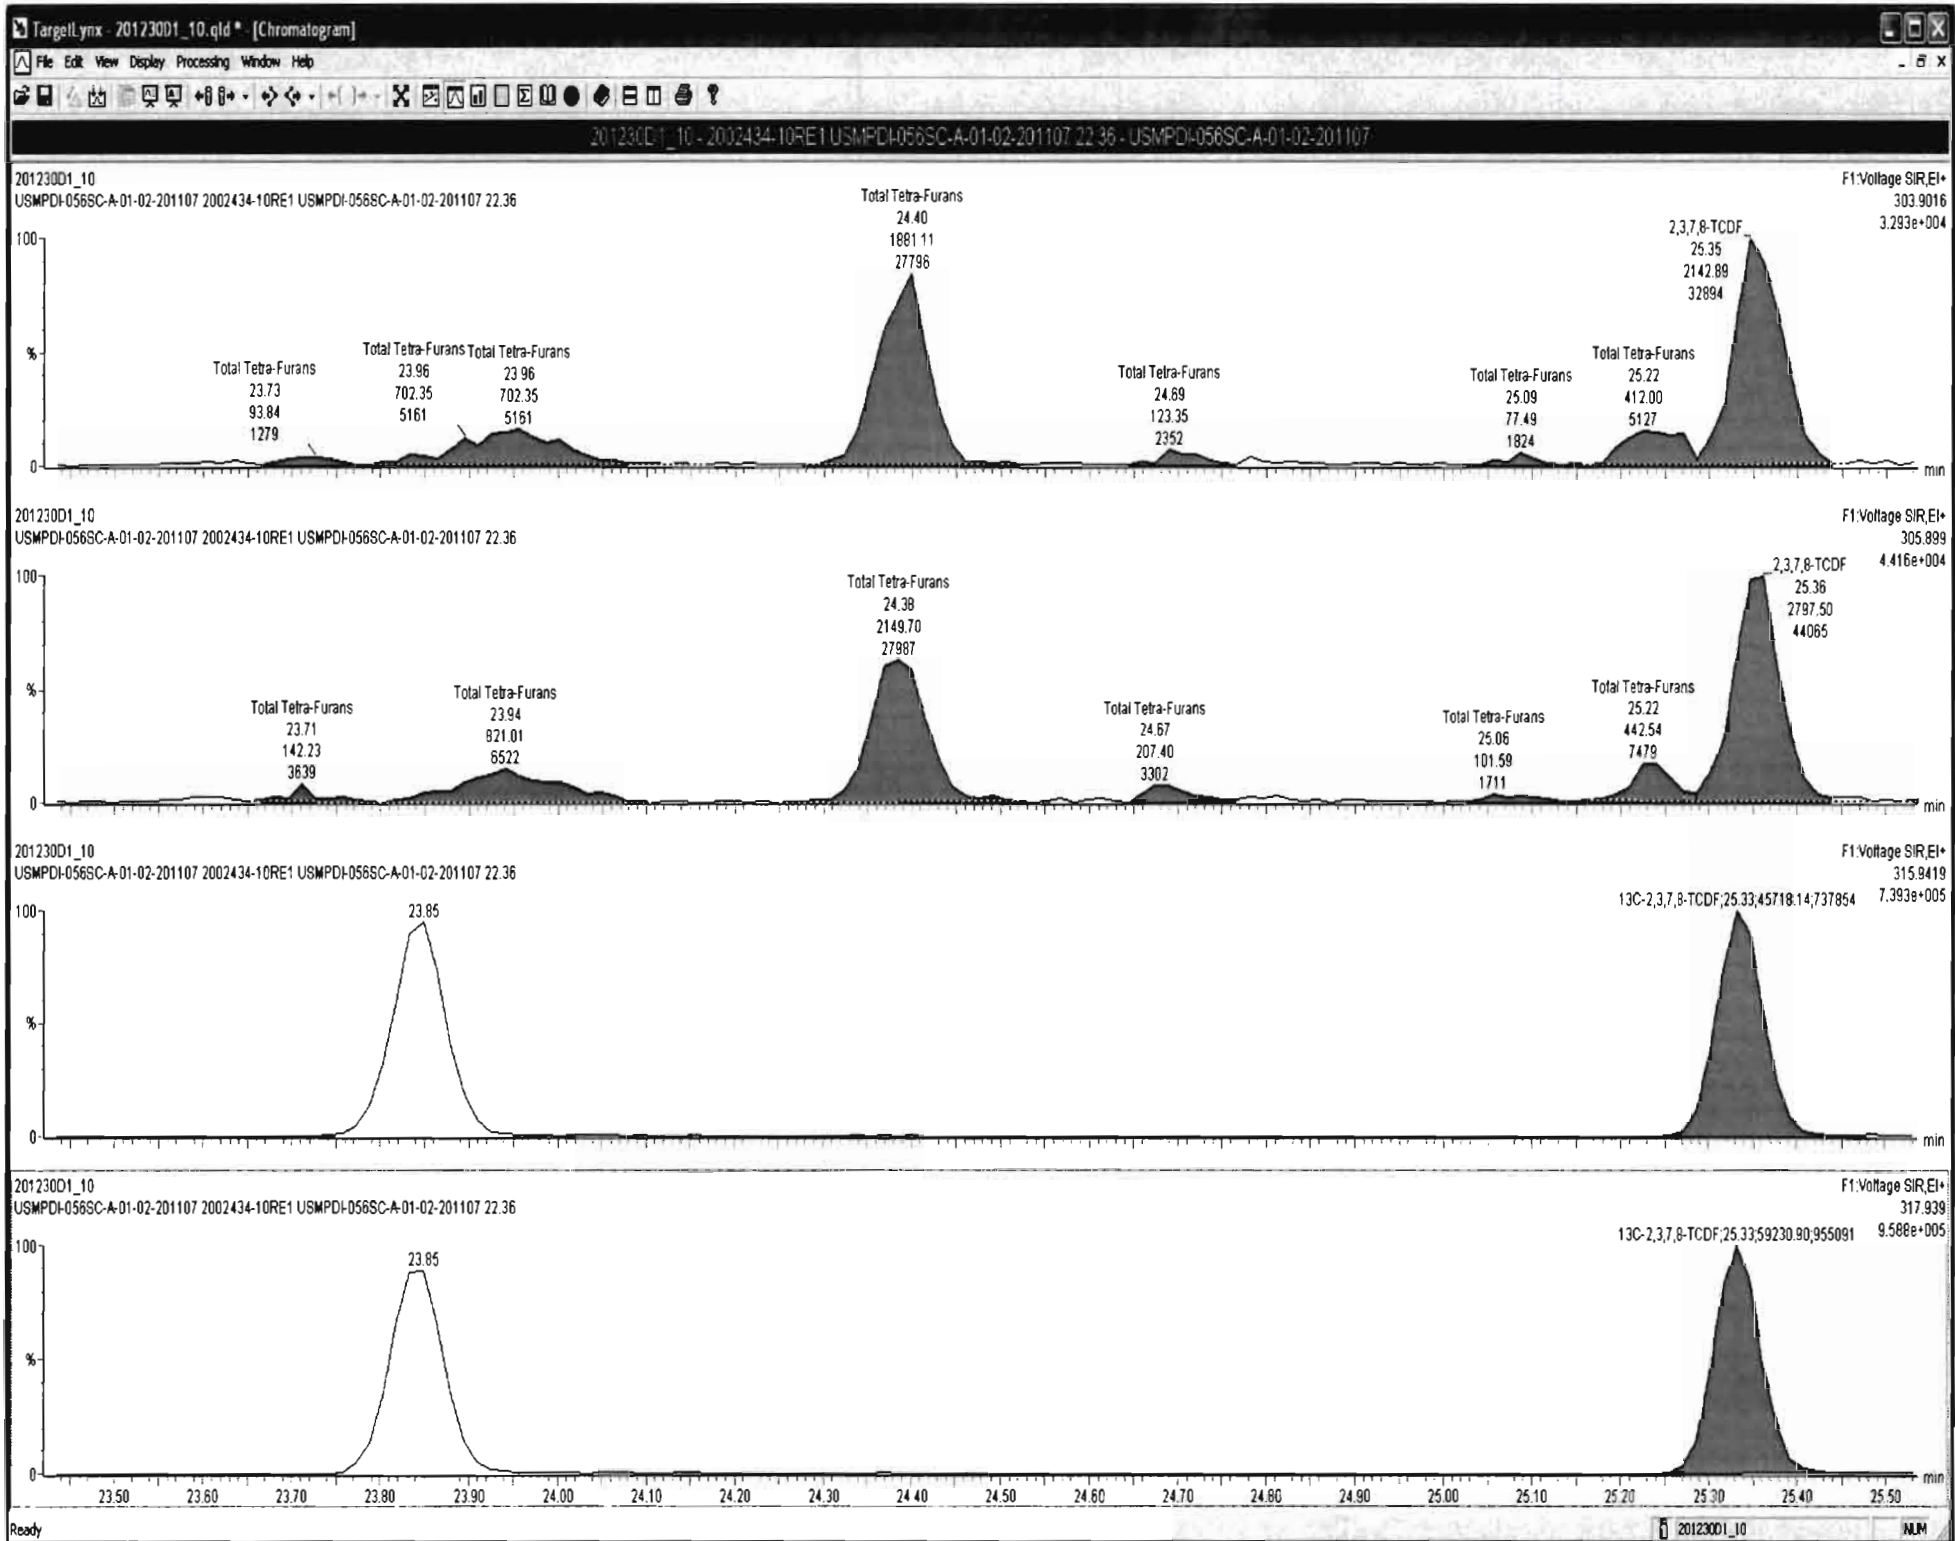 TargetLynx - 201230D1_10.qld * - [Chromatogram]
File Edit View Display Processing Window Help
201230D1_10 - 2002434-10RE1 USMPDI-056SC-A-01-02-201107 22.36 - USMPDI-056SC-A-01-02-201107
201230D1_10
USMPDI-056SC-A-01-02-201107 2002434-10RE1 USMPDI-056SC-A-01-02-201107 22.36
F1:Voltage SIR,EI+
303.9016
3.293e+004
100
%
0
Total Tetra-Furans
23.73
93.84
1279
Total Tetra-Furans
23.96
702.35
5161
Total Tetra-Furans
23.96
702.35
5161
Total Tetra-Furans
24.40
1881.11
27796
Total Tetra-Furans
24.69
123.35
2352
Total Tetra-Furans
25.09
77.49
1824
Total Tetra-Furans
25.22
412.00
5127
2,3,7,8-TCDF
25.35
2142.89
32894
min
201230D1_10
USMPDI-056SC-A-01-02-201107 2002434-10RE1 USMPDI-056SC-A-01-02-201107 22.36
F1:Voltage SIR,EI+
305.899
4.416e+004
100
%
0
Total Tetra-Furans
23.71
142.23
3639
Total Tetra-Furans
23.94
821.01
6522
Total Tetra-Furans
24.38
2149.70
27987
Total Tetra-Furans
24.67
207.40
3302
Total Tetra-Furans
25.06
101.59
1711
Total Tetra-Furans
25.22
442.54
7479
2,3,7,8-TCDF
25.36
2797.50
44065
min
201230D1_10
USMPDI-056SC-A-01-02-201107 2002434-10RE1 USMPDI-056SC-A-01-02-201107 22.36
F1:Voltage SIR,EI+
315.9419
7.393e+005
100
%
0
23.85
13C-2,3,7,8-TCDF;25.33;45718.14;737854
min
201230D1_10
USMPDI-056SC-A-01-02-201107 2002434-10RE1 USMPDI-056SC-A-01-02-201107 22.36
F1:Voltage SIR,EI+
317.939
9.588e+005
100
%
0
23.85
13C-2,3,7,8-TCDF;25.33;59230.90;955091
min
23.50 23.60 23.70 23.80 23.90 24.00 24.10 24.20 24.30 24.40 24.50 24.60 24.70 24.80 24.90 25.00 25.10 25.20 25.30 25.40 25.50
Ready
201230D1_10
NUM